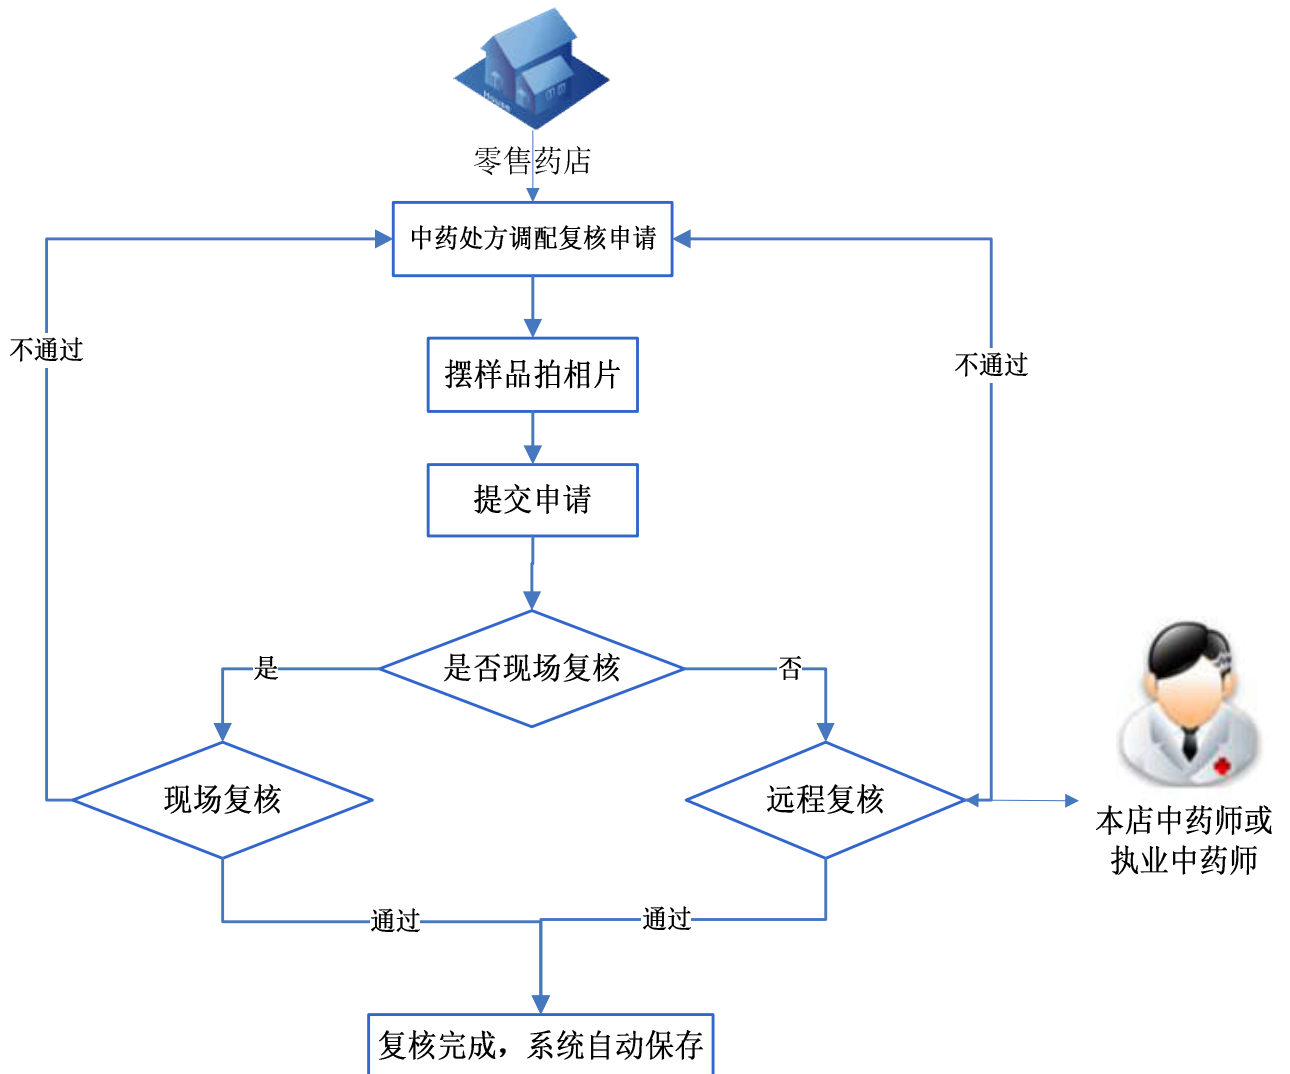 House
零售药店
中药处方调配复核申请
不通过
不通过
摆样品拍相片
提交申请
是否现场复核
是
否
现场复核
远程复核
本店中药师或
执业中药师
通过
通过
复核完成，系统自动保存